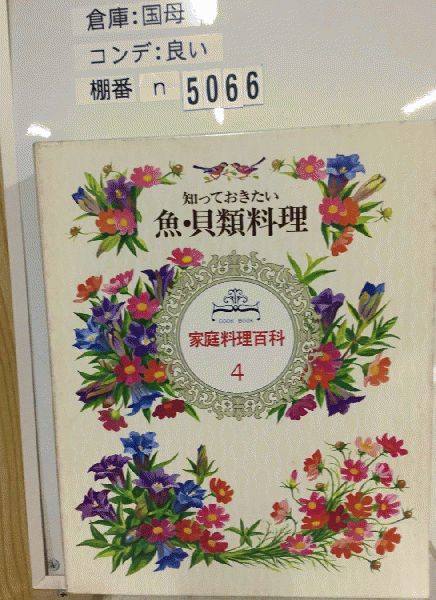 倉庫:国母
コンデ:良い
棚番 n 5066
知っておきたい
魚・貝類料理
COOK BOOK
家庭料理百科
4